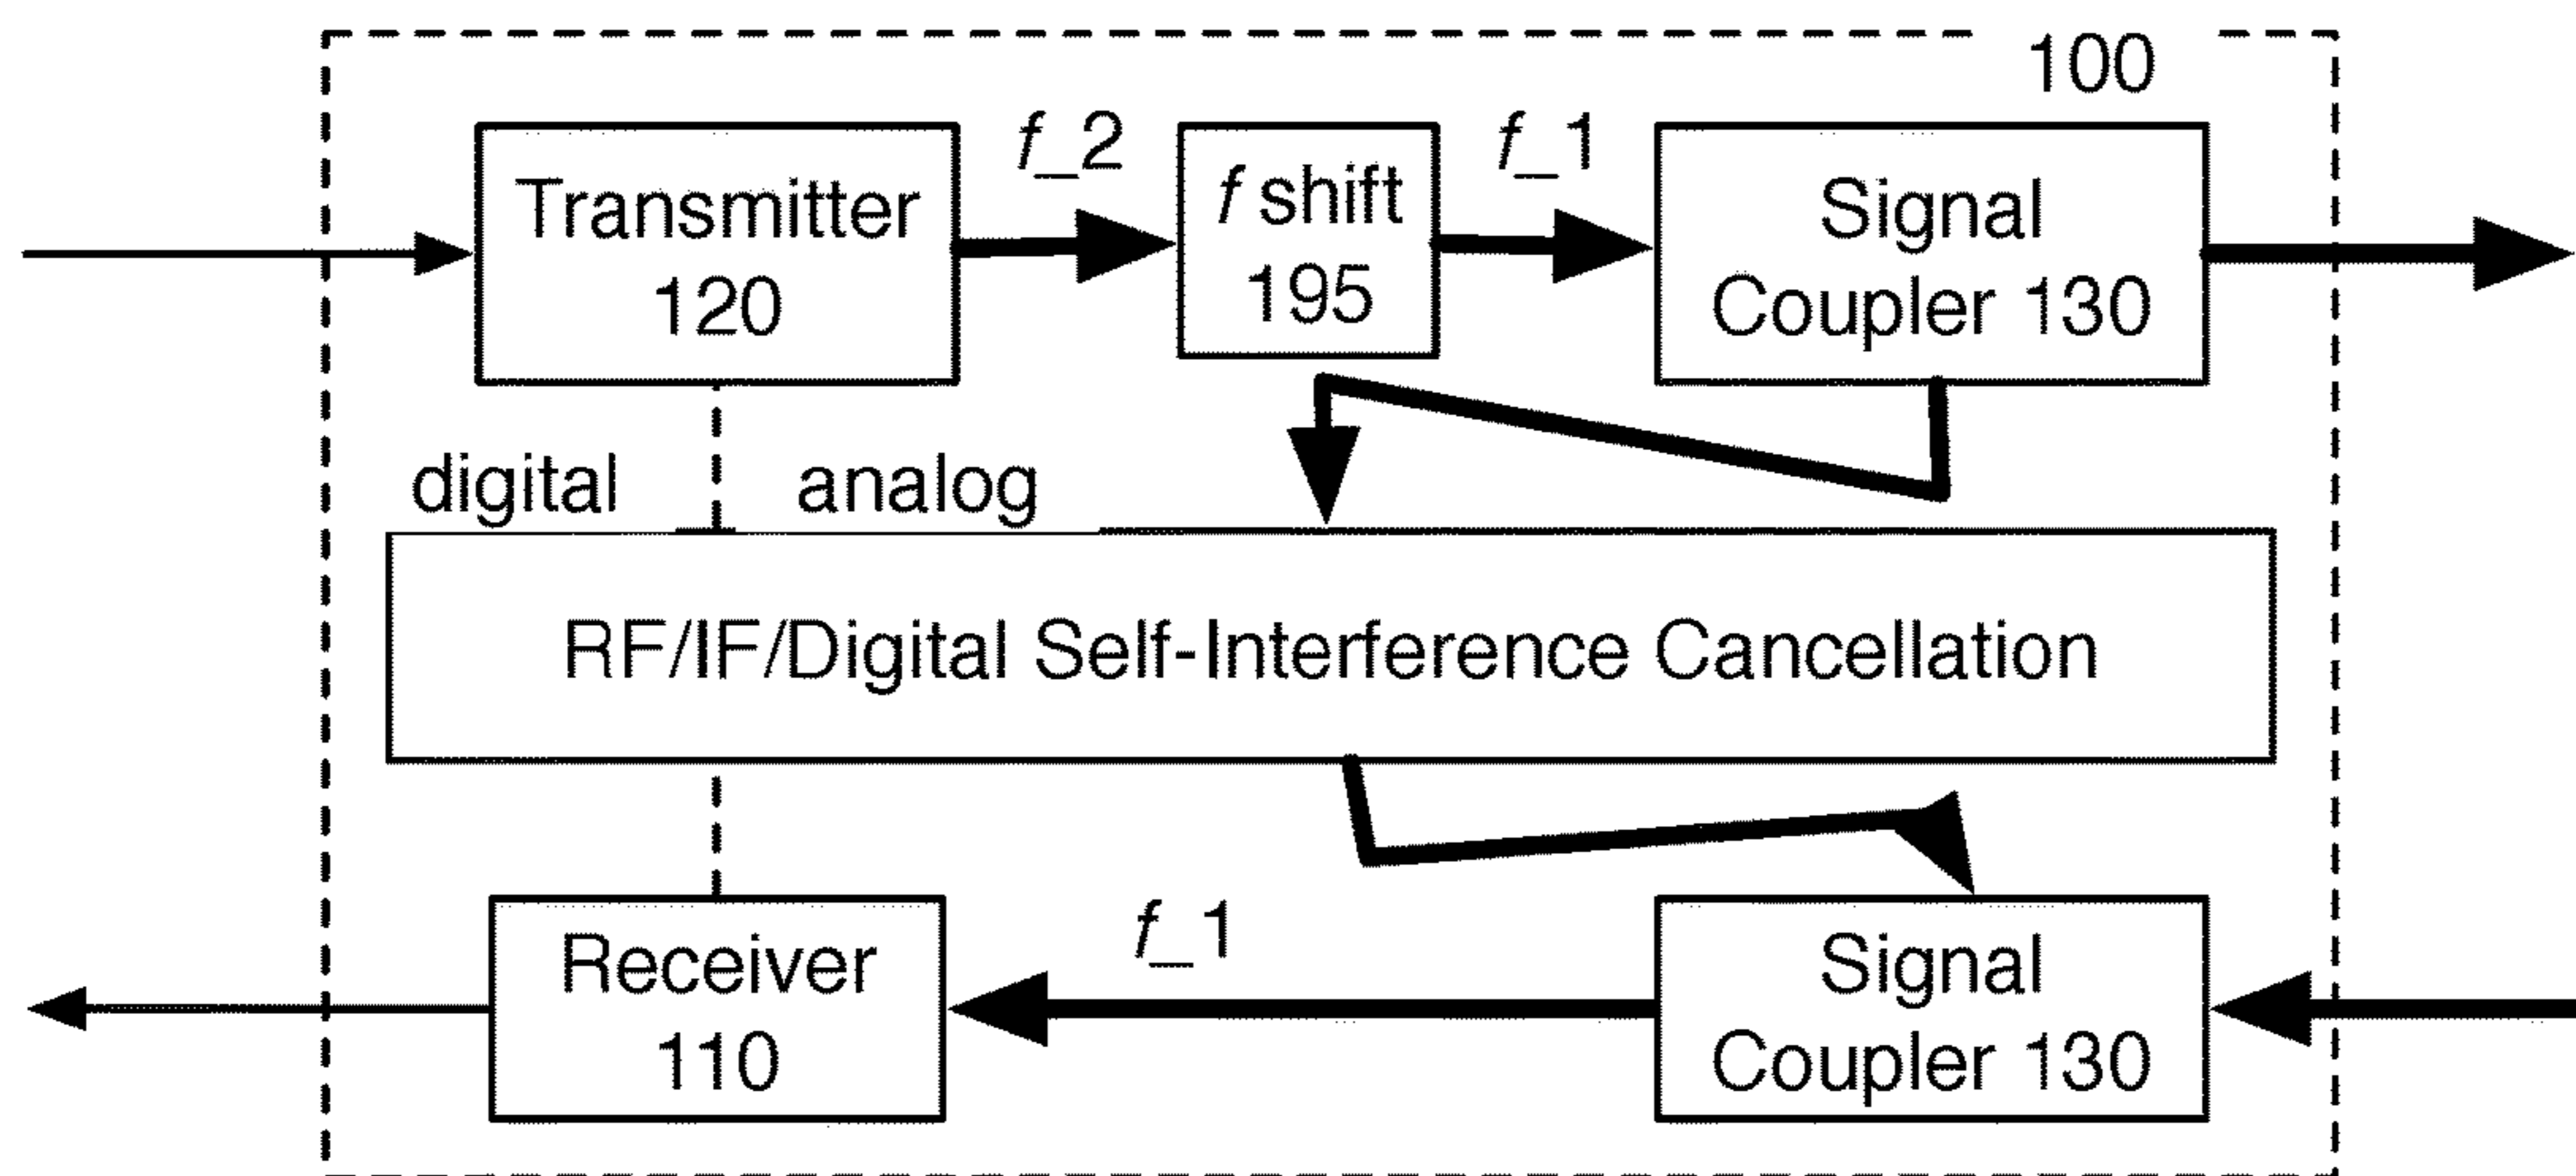 100
Transmitter
120
f_2
f shift
195
f_1
Signal
Coupler 130
digital
analog
RF/IF/Digital Self-Interference Cancellation
Receiver
110
f_1
Signal
Coupler 130